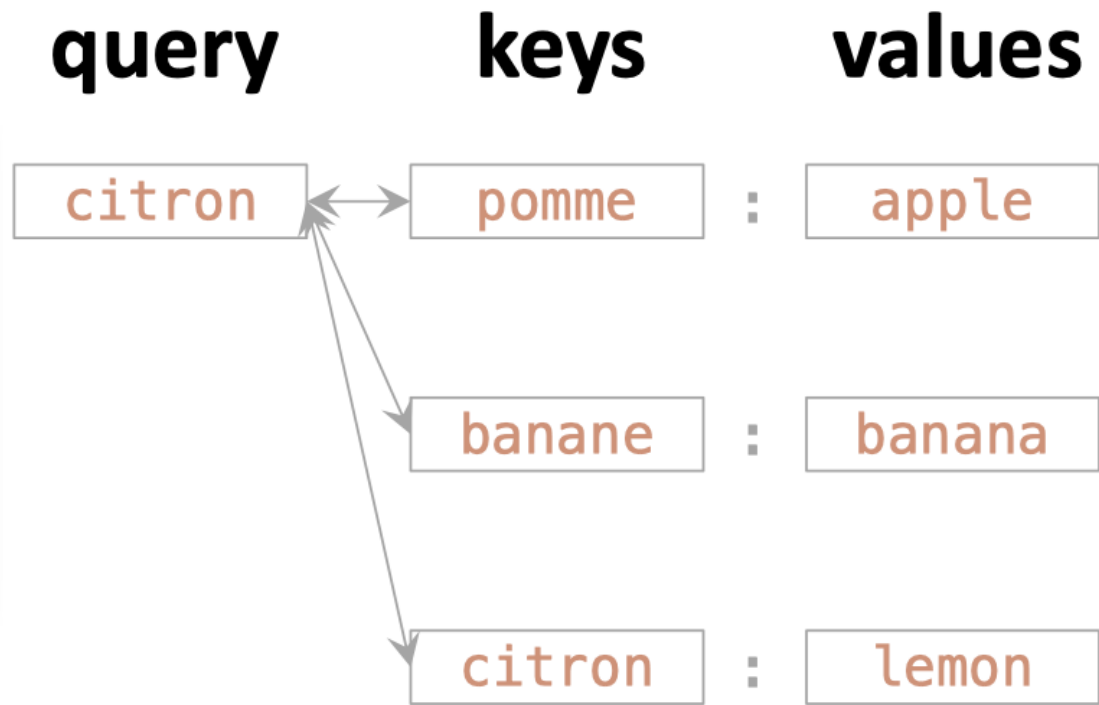 query keys values
citron pomme : apple
banane : banana
citron : lemon